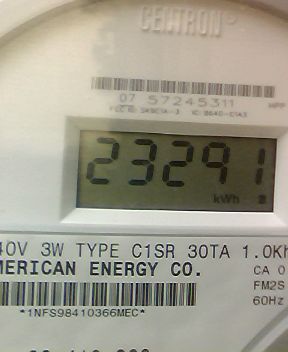 CENTRON
07 57245311
23291
kWh
40V 3W TYPE C1SR 30TA 1.0Kh
MERICAN ENERGY CO.
CA 0
FM2S
60Hz
*1NFS98410366MEC*